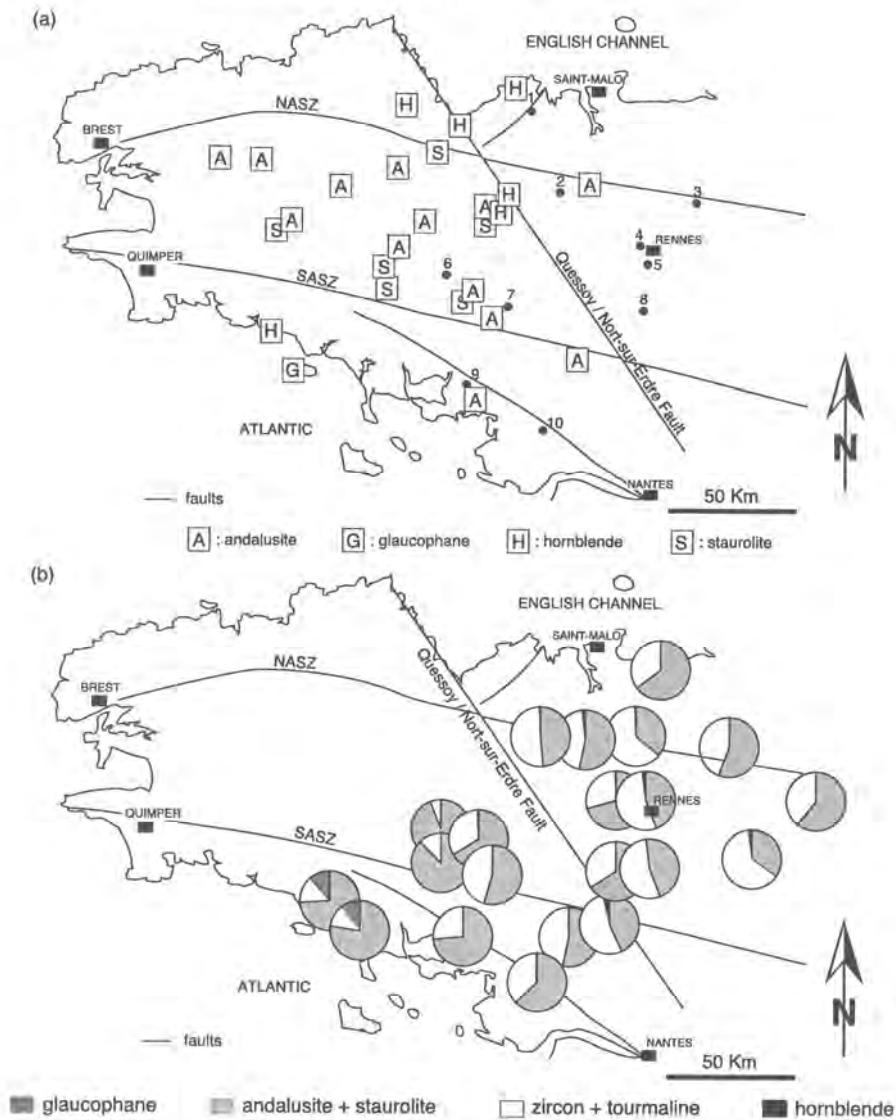 (a)
ENGLISH CHANNEL
SAINT-MALO
H
H
1
H
NASZ
BREST
S
A
A
A
A
2
A
3
H
A
H
A
A
S
S
4
RENNES
5
A
QUIMPER
S
6
SASZ
S
A
S
7
8
A
Quessoy / Nort-sur-Erdre Fault
H
A
G
9
A
ATLANTIC
10
N
NANTES
faults
50 Km
A : andalusite
G : glaucophane
H : hornblende
S : staurolite
(b)
ENGLISH CHANNEL
SAINT-MALO
NASZ
BREST
Quessoy / Nort-sur-Erdre Fault
RENNES
QUIMPER
SASZ
ATLANTIC
N
faults
NANTES
50 Km
glaucophane
andalusite + staurolite
zircon + tourmaline
hornblende